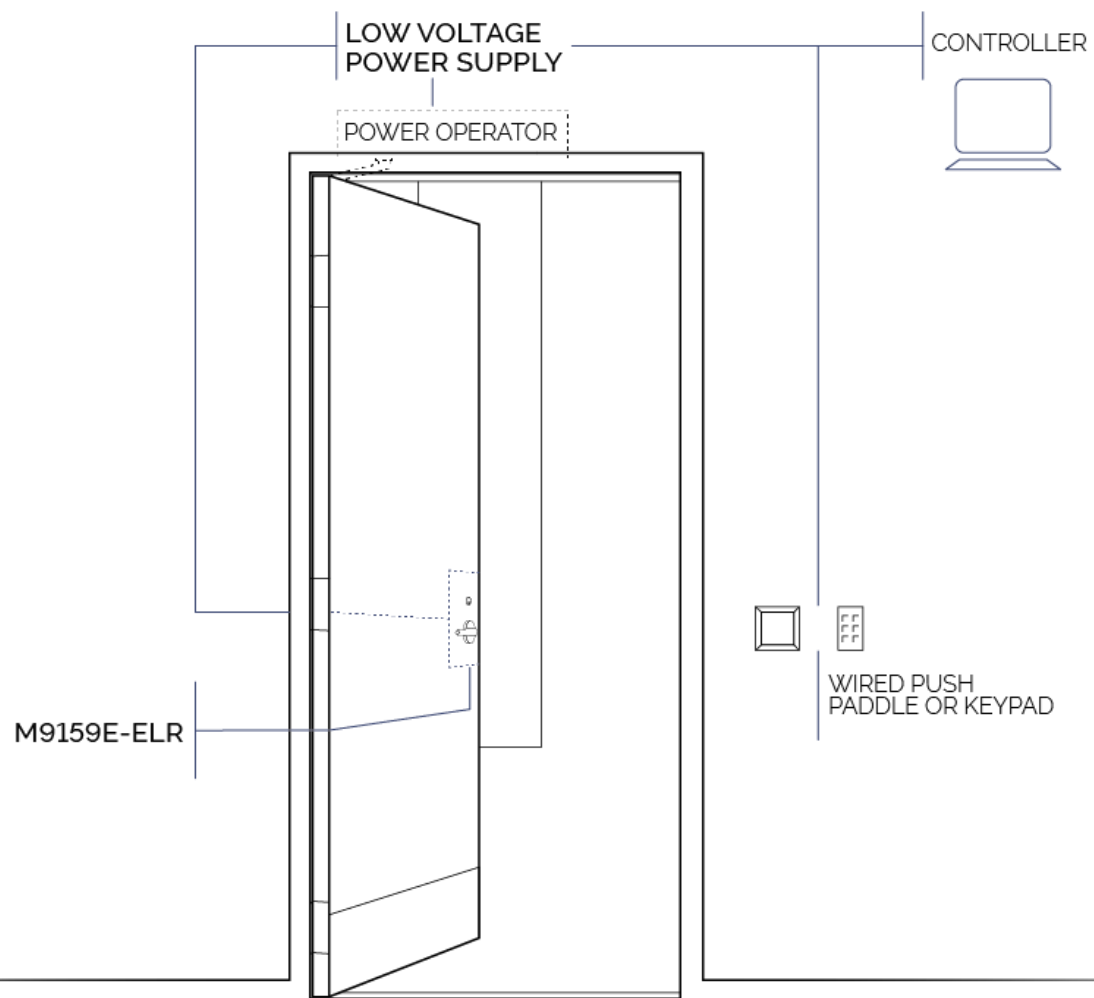 LOW VOLTAGE
POWER SUPPLY
CONTROLLER
POWER OPERATOR
WIRED PUSH
PADDLE OR KEYPAD
M9159E-ELR